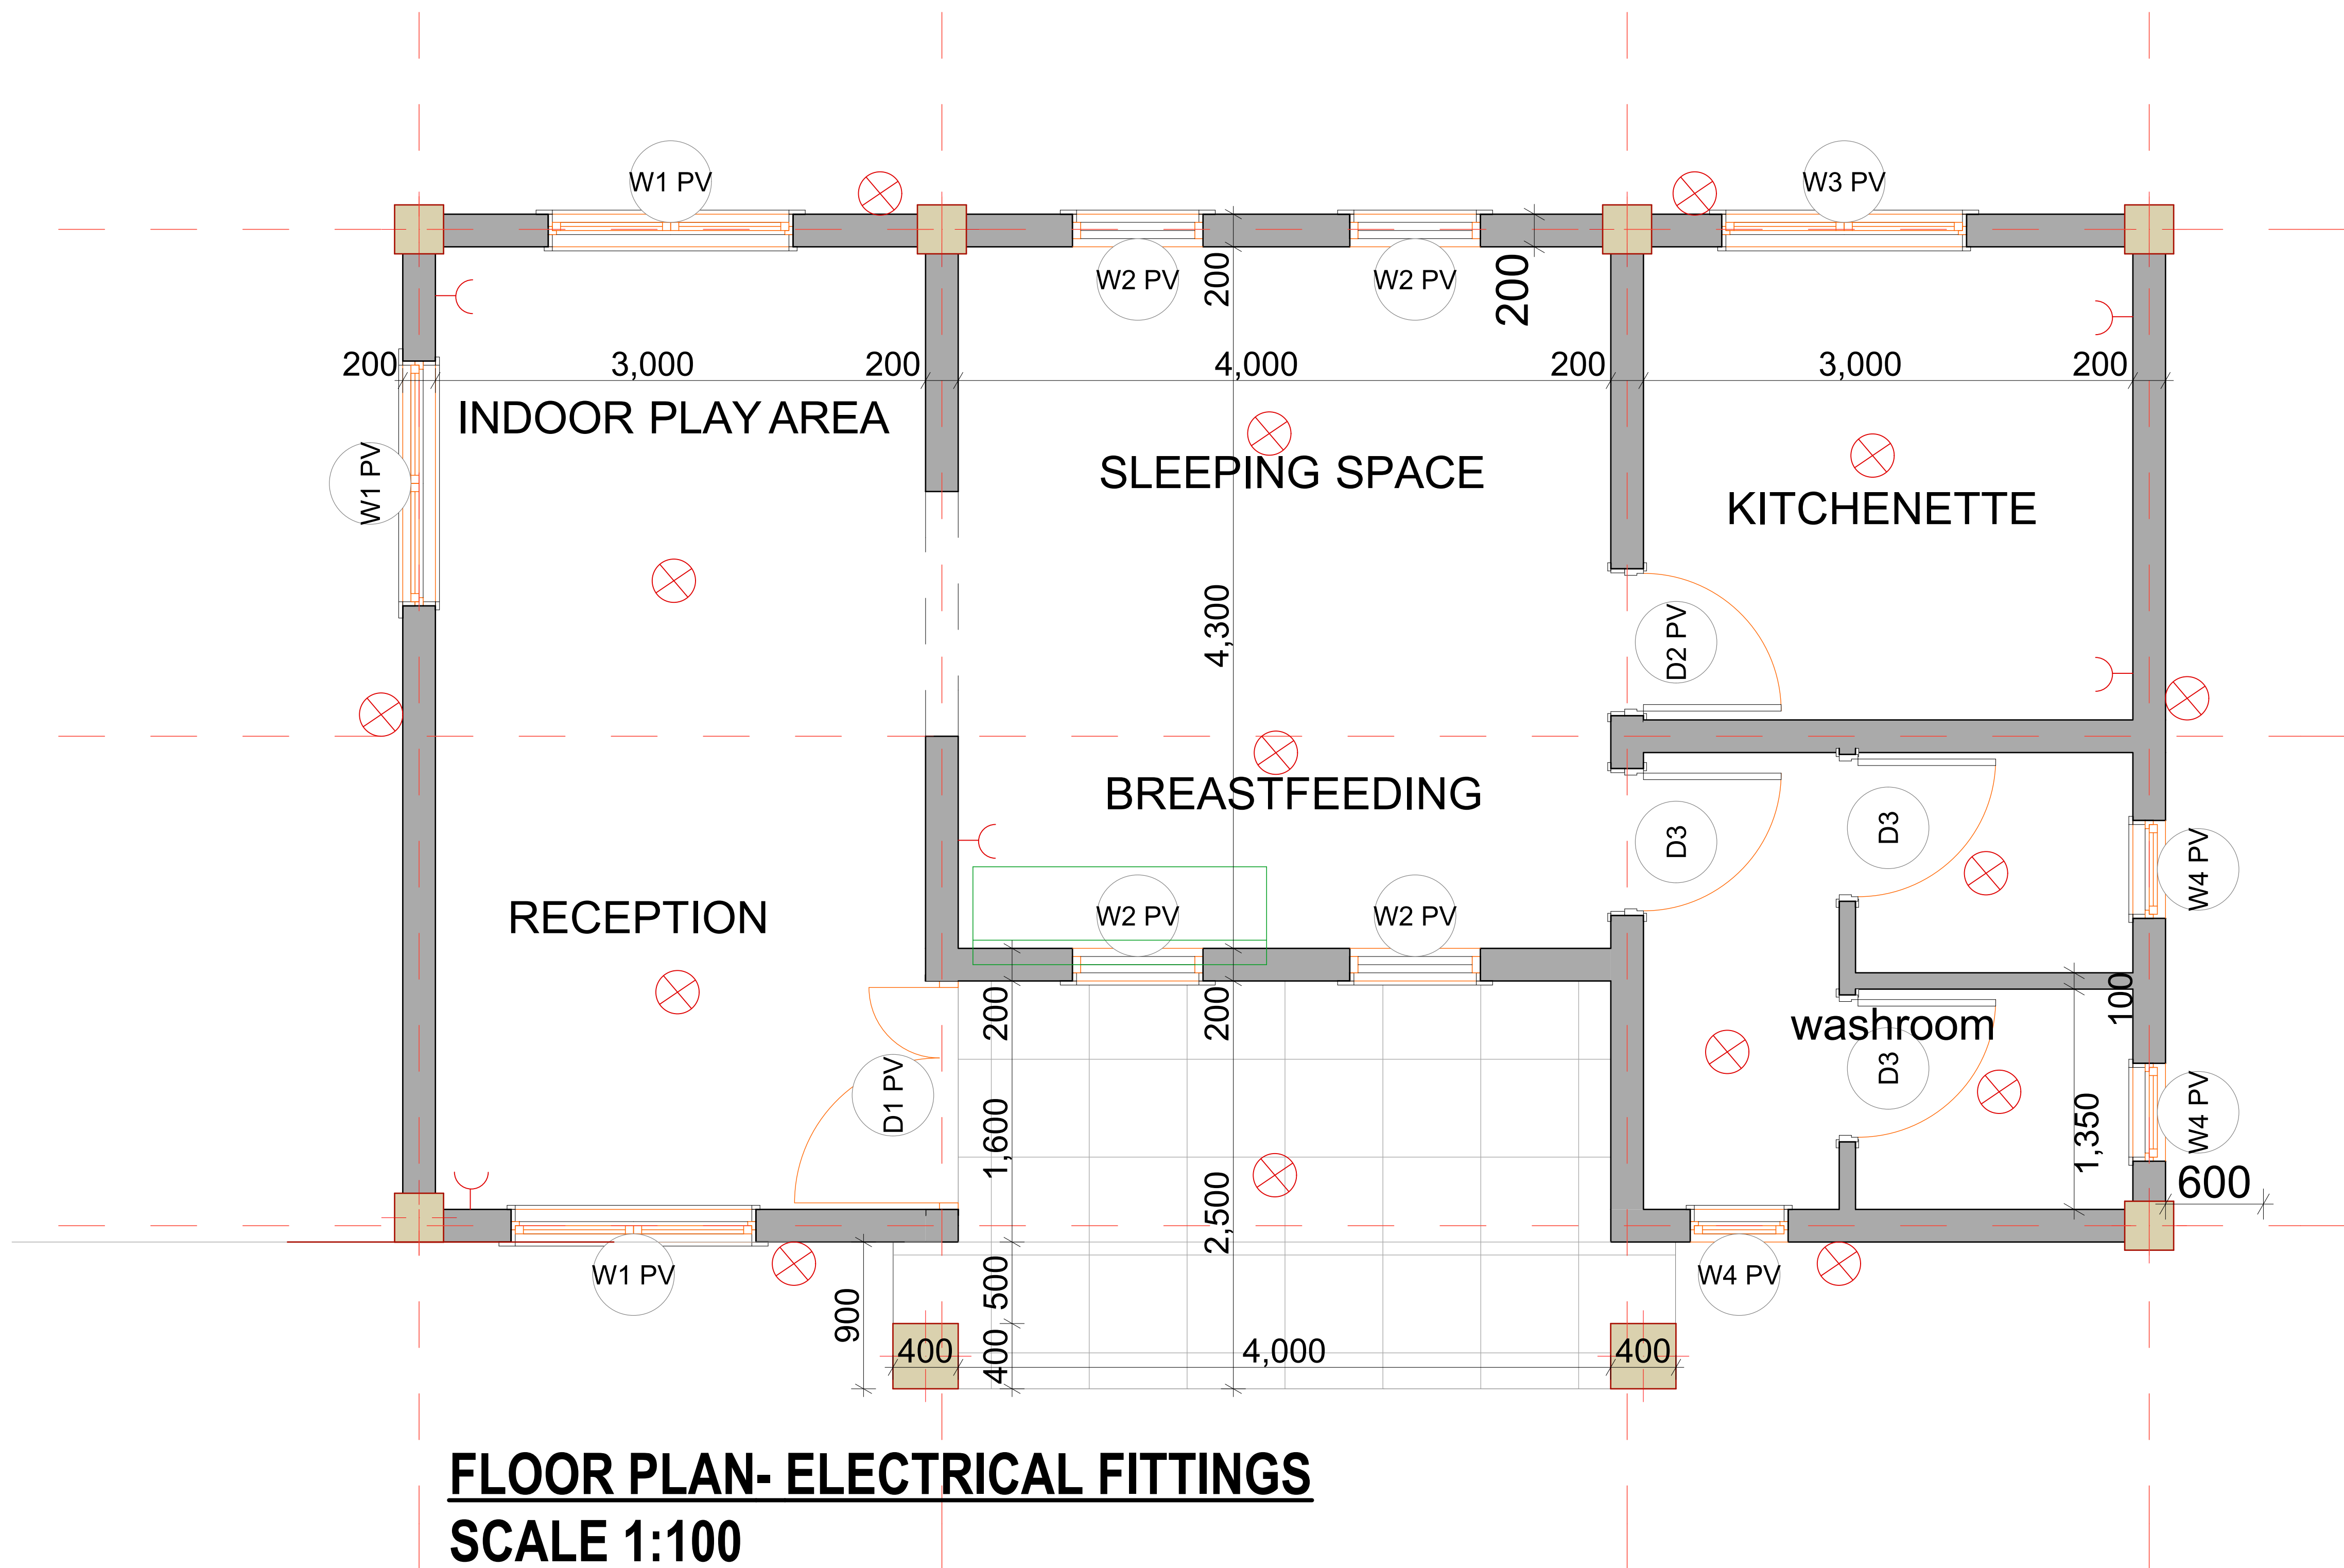 W1 PV
W3 PV
W2 PV
W2 PV
200
200
200
3,000
200
4,000
200
3,000
200
INDOOR PLAY AREA
SLEEPING SPACE
KITCHENETTE
W1 PV
4,300
D2 PV
BREASTFEEDING
D3
D3
W4 PV
RECEPTION
W2 PV
W2 PV
200
200
100
washroom
D1 PV
D3
W4 PV
1,600
1,350
2,500
600
W1 PV
W4 PV
900
500
400
400
4,000
400
FLOOR PLAN- ELECTRICAL FITTINGS
SCALE 1:100